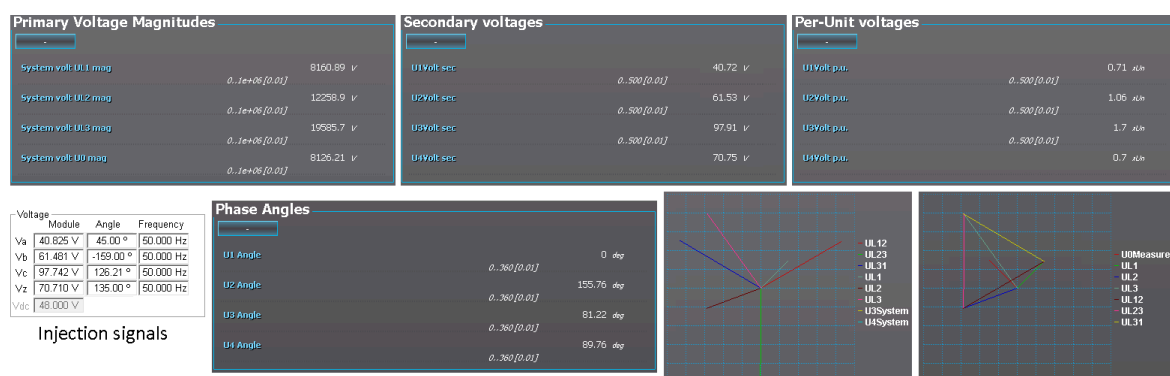 Primary Voltage Magnitudes
-
System volt UL1 mag 8160.89 V
0..1e+06 [0.01]
System volt UL2 mag 12258.9 V
0..1e+06 [0.01]
System volt UL3 mag 19585.7 V
0..1e+06 [0.01]
System volt U0 mag 8126.21 V
0..1e+06 [0.01]
Secondary voltages
-
U1Volt sec 40.72 V
0..500 [0.01]
U2Volt sec 61.53 V
0..500 [0.01]
U3Volt sec 97.91 V
0..500 [0.01]
U4Volt sec 70.75 V
Per-Unit voltages
-
U1Volt p.u. 0.71 xUn
0..500 [0.01]
U2Volt p.u. 1.06 xUn
0..500 [0.01]
U3Volt p.u. 1.7 xUn
0..500 [0.01]
U4Volt p.u. 0.7 xUn
Voltage
Module Angle Frequency
Va 40.825 V 45.00 º 50.000 Hz
Vb 61.481 V -159.00 º 50.000 Hz
Vc 97.742 V 126.21 º 50.000 Hz
Vz 70.710 V 135.00 º 50.000 Hz
Vdc 48.000 V
Injection signals
Phase Angles
-
U1 Angle 0 deg
0..360 [0.01]
U2 Angle 155.76 deg
0..360 [0.01]
U3 Angle 81.22 deg
0..360 [0.01]
U4 Angle 89.76 deg
0..360 [0.01]
UL12
UL23
UL31
UL1
UL2
UL3
U3System
U4System
U0Measure
UL1
UL2
UL3
UL12
UL23
UL31